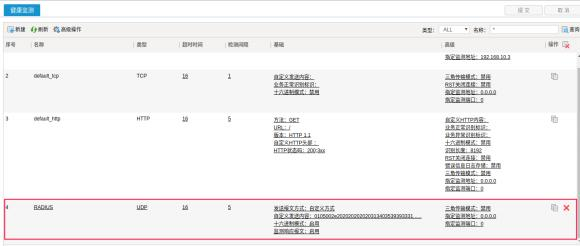 健康监测
提 交
取 消
新建 刷新 高级操作
类型： ALL 名称： * 查询
序号 名称 类型 超时时间 检测间隔 基础 高级 操作
指定监测地址：192.168.10.3
2 default_tcp TCP 16 1 自定义发送内容： 三角传输模式：禁用
业务正常识别标识： RST关闭连接：禁用
十六进制模式：禁用 指定监测地址：0.0.0.0
指定监测端口：0
3 default_http HTTP 16 5 方法：GET 自定义HTTP内容：
URL：/ 业务正常识别标识：
版本：HTTP 1.1 业务异常识别标识：
自定义HTTP头部： 十六进制模式：禁用
HTTP状态码：200;3xx 识别长度：8192
RST关闭连接：禁用
错误信息日志存储：禁用
三角传输模式：禁用
指定监测地址：0.0.0.0
指定监测端口：0
4 RADIUS UDP 16 5 发送报文方式：自定义方式 三角传输模式：禁用
自定义发送内容： 指定监测地址：0.0.0.0
十六进制模式：启用 指定监测端口：0
监测响应报文：启用